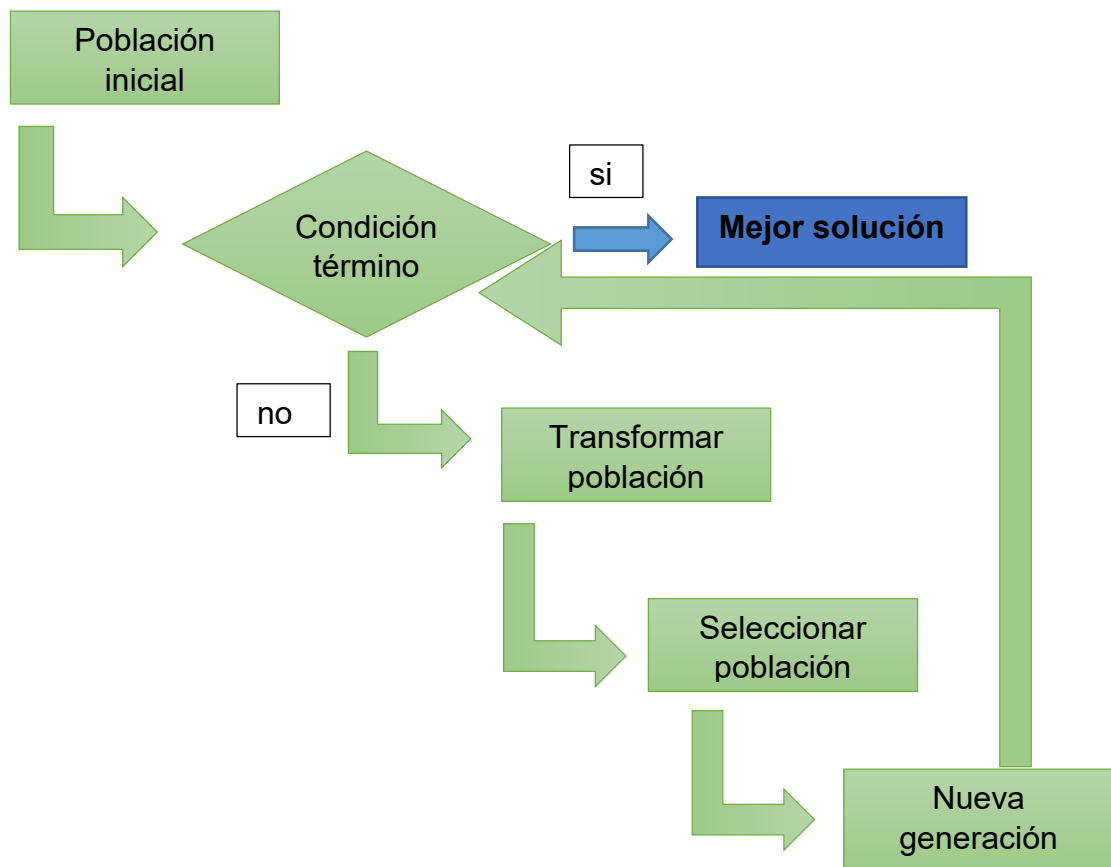 Población
inicial
si
Mejor solución
Condición
término
no
Transformar
población
Seleccionar
población
Nueva
generación